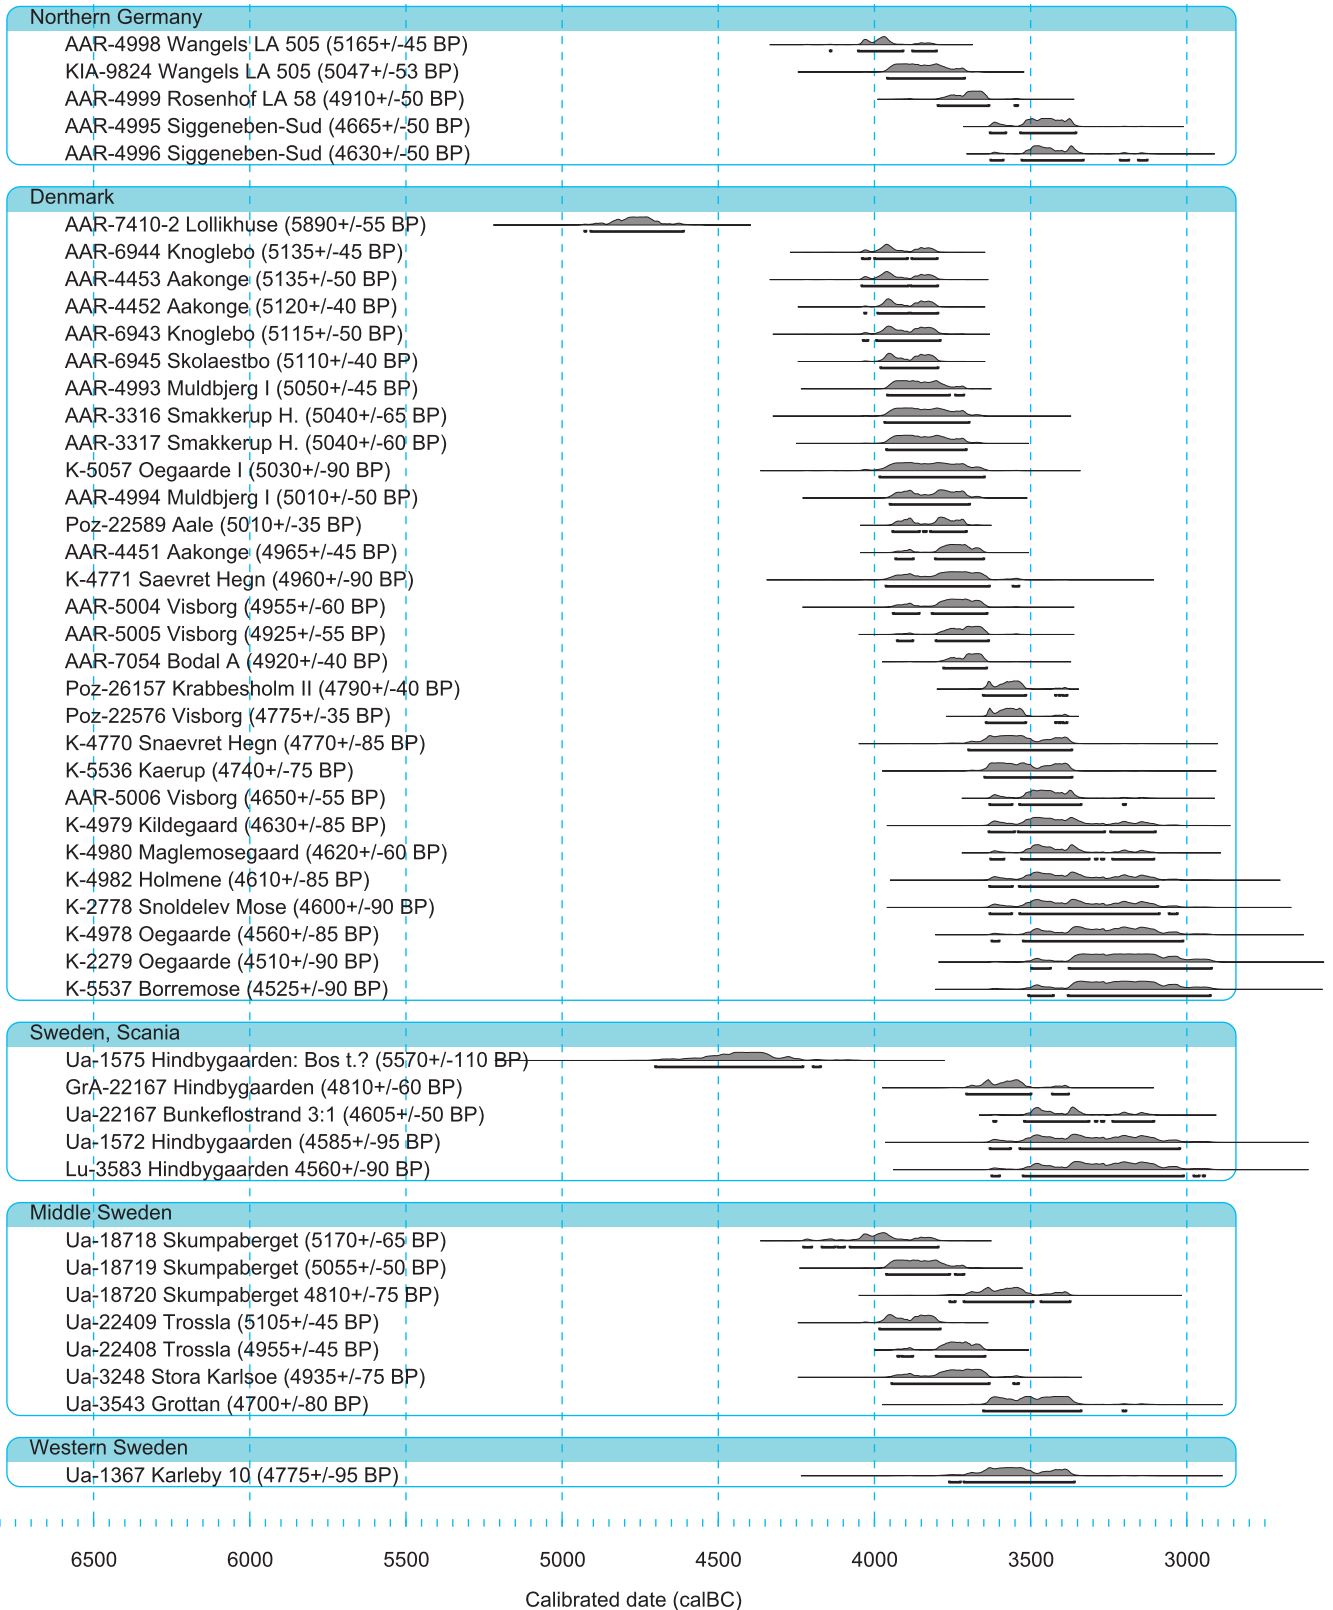 Northern Germany
AAR-4998 Wangels LA 505 (5165+/-45 BP)
KIA-9824 Wangels LA 505 (5047+/-53 BP)
AAR-4999 Rosenhof LA 58 (4910+/-50 BP)
AAR-4995 Siggeneben-Sud (4665+/-50 BP)
AAR-4996 Siggeneben-Sud (4630+/-50 BP)
Denmark
AAR-7410-2 Lollikhuse (5890+/-55 BP)
AAR-6944 Knoglebo (5135+/-45 BP)
AAR-4453 Aakonge (5135+/-50 BP)
AAR-4452 Aakonge (5120+/-40 BP)
AAR-6943 Knoglebo (5115+/-50 BP)
AAR-6945 Skolaestbo (5110+/-40 BP)
AAR-4993 Muldbjerg I (5050+/-45 BP)
AAR-3316 Smakkerup H. (5040+/-65 BP)
AAR-3317 Smakkerup H. (5040+/-60 BP)
K-5057 Oegaarde I (5030+/-90 BP)
AAR-4994 Muldbjerg I (5010+/-50 BP)
Poz-22589 Aale (5010+/-35 BP)
AAR-4451 Aakonge (4965+/-45 BP)
K-4771 Saevret Hegn (4960+/-90 BP)
AAR-5004 Visborg (4955+/-60 BP)
AAR-5005 Visborg (4925+/-55 BP)
AAR-7054 Bodal A (4920+/-40 BP)
Poz-26157 Krabbesholm II (4790+/-40 BP)
Poz-22576 Visborg (4775+/-35 BP)
K-4770 Snaevret Hegn (4770+/-85 BP)
K-5536 Kaerup (4740+/-75 BP)
AAR-5006 Visborg (4650+/-55 BP)
K-4979 Kildegaard (4630+/-85 BP)
K-4980 Maglemosegaard (4620+/-60 BP)
K-4982 Holmene (4610+/-85 BP)
K-2778 Snoldelev Mose (4600+/-90 BP)
K-4978 Oegaarde (4560+/-85 BP)
K-2279 Oegaarde (4510+/-90 BP)
K-5537 Borremose (4525+/-90 BP)
Sweden, Scania
Ua-1575 Hindbygaarden: Bos t.? (5570+/-110 BP)
GrA-22167 Hindbygaarden (4810+/-60 BP)
Ua-22167 Bunkeflostrand 3:1 (4605+/-50 BP)
Ua-1572 Hindbygaarden (4585+/-95 BP)
Lu-3583 Hindbygaarden 4560+/-90 BP)
Middle Sweden
Ua-18718 Skumpaberget (5170+/-65 BP)
Ua-18719 Skumpaberget (5055+/-50 BP)
Ua-18720 Skumpaberget 4810+/-75 BP)
Ua-22409 Trossla (5105+/-45 BP)
Ua-22408 Trossla (4955+/-45 BP)
Ua-3248 Stora Karlsoe (4935+/-75 BP)
Ua-3543 Grottan (4700+/-80 BP)
Western Sweden
Ua-1367 Karleby 10 (4775+/-95 BP)
6500 6000 5500 5000 4500 4000 3500 3000
Calibrated date (calBC)